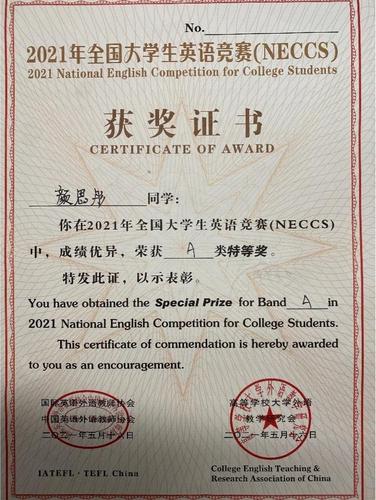 No.
2021年全国大学生英语竞赛(NECCS)
2021 National English Competition for College Students
获奖证书
CERTIFICATE OF AWARD
颜思彤 同学:
你在2021年全国大学生英语竞赛(NECCS)
中,成绩优异,荣获 A 类特等奖。
特发此证,以示表彰。
You have obtained the Special Prize for Band A in
2021 National English Competition for College Students.
This certificate of commendation is hereby awarded
to you as an encouragement.
国际英语外语教师协会
中国英语外语教师协会
二〇二一年五月十六日
IATEFL·TEFL China
高等学校大学外语
教学研究会
二〇二一年五月十六日
College English Teaching &
Research Association of China